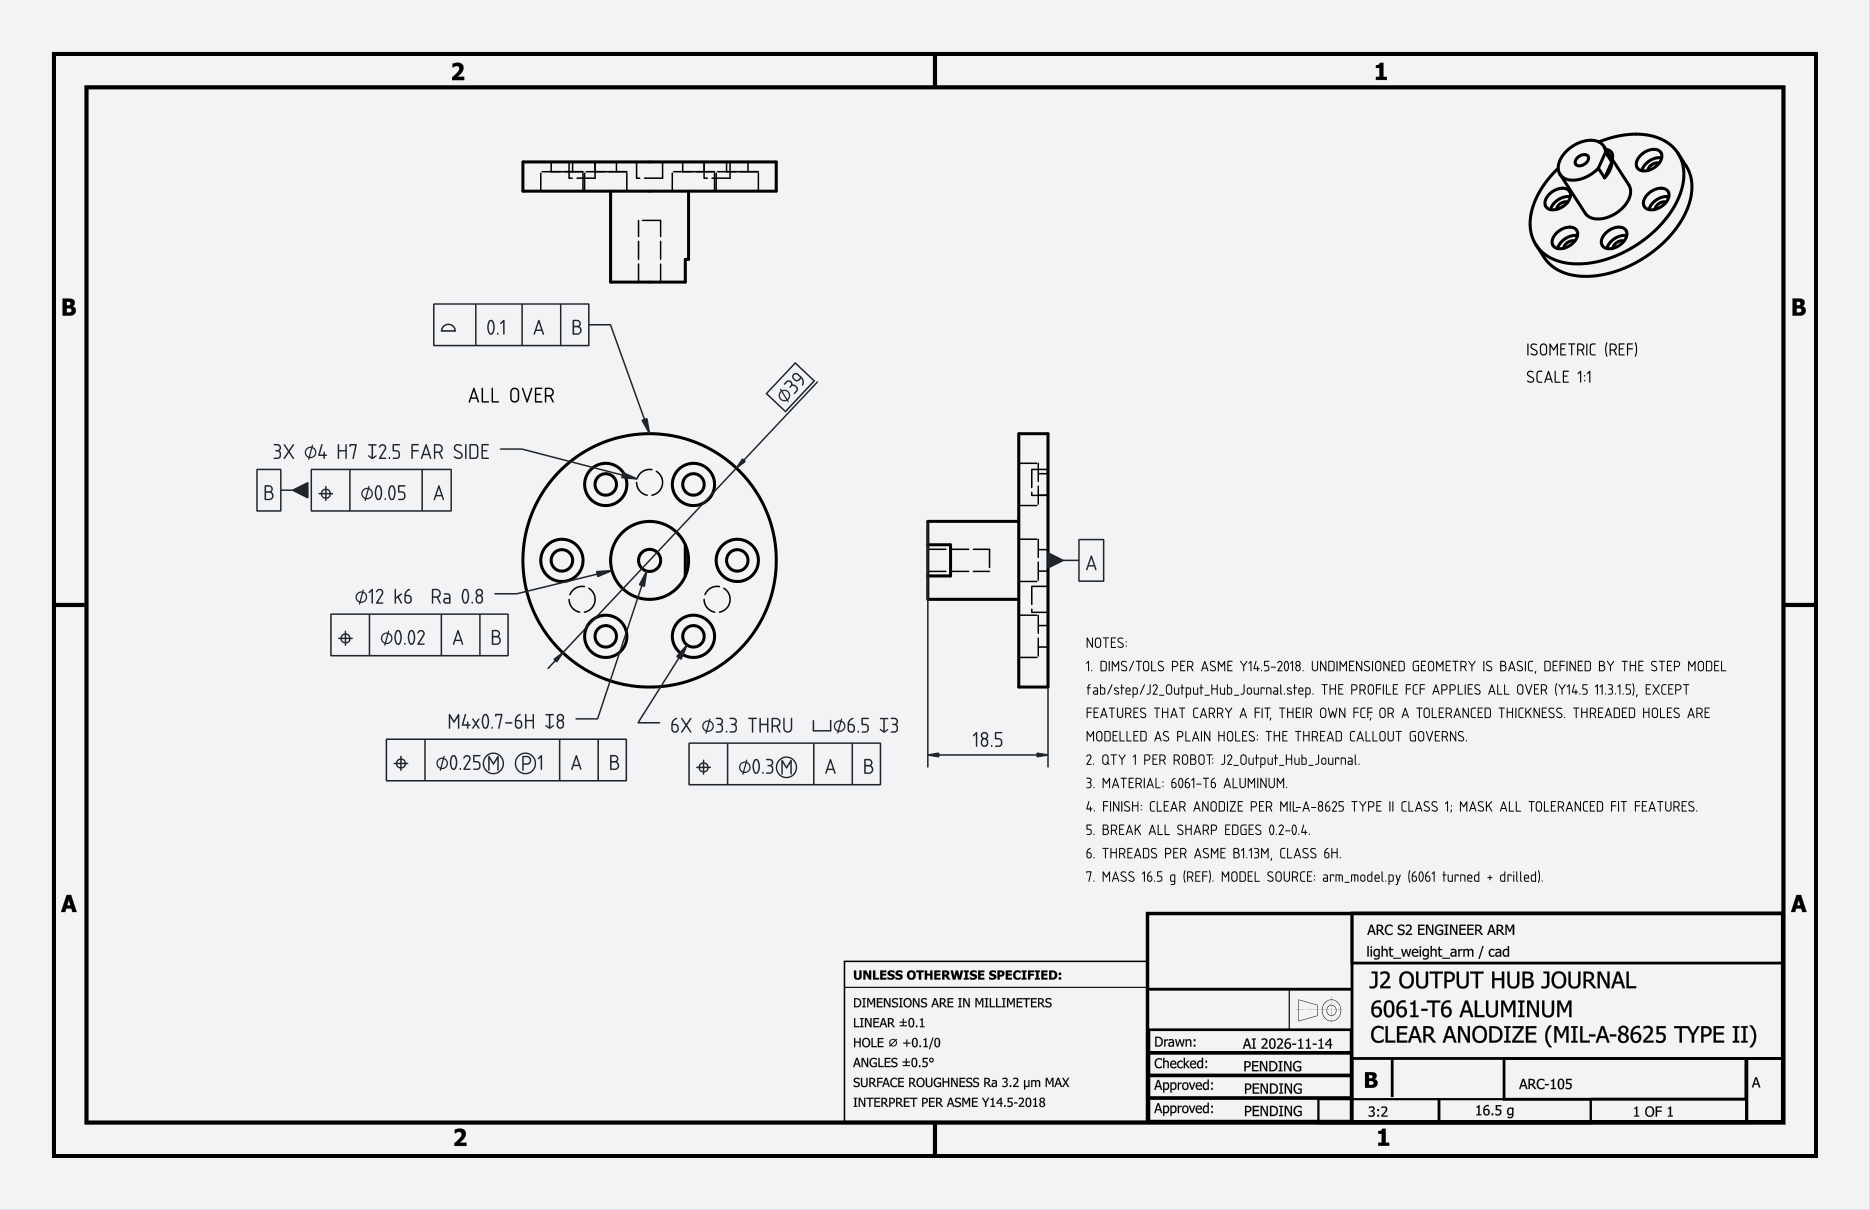 2
1
B
B
0.1 A B
ALL OVER
⌀39
ISOMETRIC (REF)
SCALE 1:1
3X ⌀4 H7 ↧2.5 FAR SIDE
B
⌖ ⌀0.05 A
A
⌀12 k6 Ra 0.8
⌖ ⌀0.02 A B
M4x0.7-6H ↧8
⌖ ⌀0.25Ⓜ Ⓟ1 A B
6X ⌀3.3 THRU ⌴⌀6.5 ↧3
⌖ ⌀0.3Ⓜ A B
18.5
NOTES:
1. DIMS/TOLS PER ASME Y14.5-2018. UNDIMENSIONED GEOMETRY IS BASIC, DEFINED BY THE STEP MODEL
fab/step/J2_Output_Hub_Journal.step. THE PROFILE FCF APPLIES ALL OVER (Y14.5 11.3.1.5), EXCEPT
FEATURES THAT CARRY A FIT, THEIR OWN FCF, OR A TOLERANCED THICKNESS. THREADED HOLES ARE
MODELLED AS PLAIN HOLES: THE THREAD CALLOUT GOVERNS.
2. QTY 1 PER ROBOT: J2_Output_Hub_Journal.
3. MATERIAL: 6061-T6 ALUMINUM.
4. FINISH: CLEAR ANODIZE PER MIL-A-8625 TYPE II CLASS 1; MASK ALL TOLERANCED FIT FEATURES.
5. BREAK ALL SHARP EDGES 0.2-0.4.
6. THREADS PER ASME B1.13M, CLASS 6H.
7. MASS 16.5 g (REF). MODEL SOURCE: arm_model.py (6061 turned + drilled).
A
A
UNLESS OTHERWISE SPECIFIED:
DIMENSIONS ARE IN MILLIMETERS
LINEAR ±0.1
HOLE ⌀ +0.1/0
ANGLES ±0.5°
SURFACE ROUGHNESS Ra 3.2 µm MAX
INTERPRET PER ASME Y14.5-2018
Drawn: AI 2026-11-14
Checked: PENDING
Approved: PENDING
Approved: PENDING
ARC S2 ENGINEER ARM
light_weight_arm / cad
J2 OUTPUT HUB JOURNAL
6061-T6 ALUMINUM
CLEAR ANODIZE (MIL-A-8625 TYPE II)
B ARC-105 A
3:2 16.5 g 1 OF 1
2
1